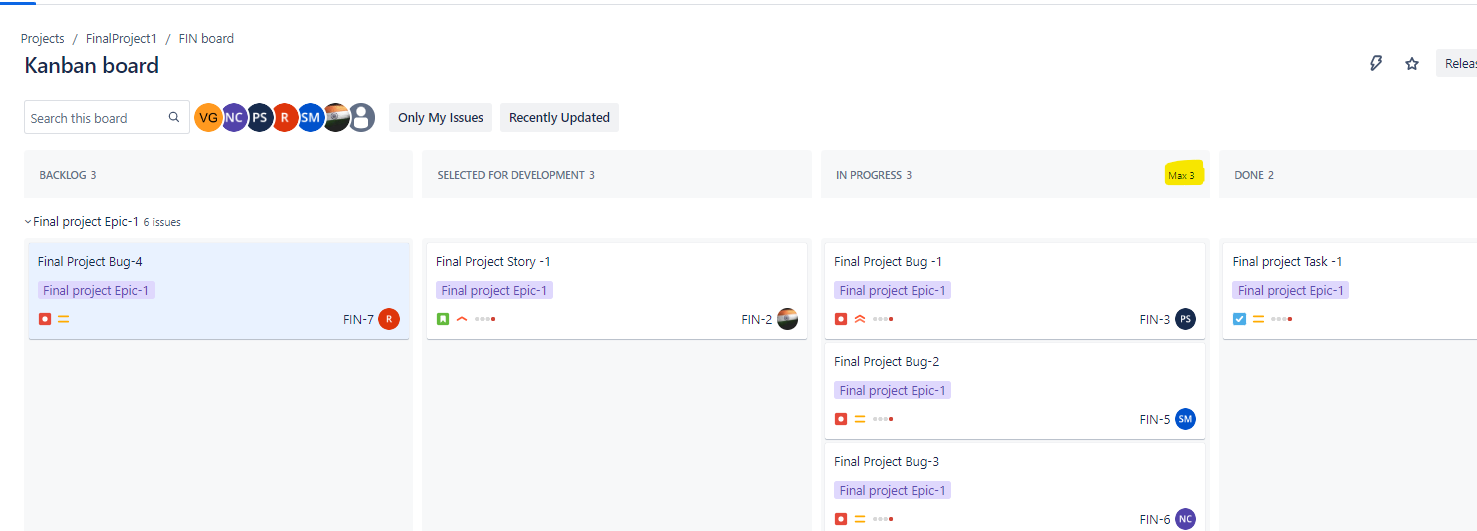 Projects / FinalProject1 / FIN board
Kanban board
Releas
Search this board
VG NC PS R SM
Only My Issues
Recently Updated
BACKLOG 3
SELECTED FOR DEVELOPMENT 3
IN PROGRESS 3
Max 3
DONE 2
Final project Epic-1 6 issues
Final Project Bug-4
Final project Epic-1
FIN-7 R
Final Project Story -1
Final project Epic-1
FIN-2
Final Project Bug -1
Final project Epic-1
FIN-3 PS
Final Project Bug-2
Final project Epic-1
FIN-5 SM
Final Project Bug-3
Final project Epic-1
FIN-6 NC
Final project Task -1
Final project Epic-1